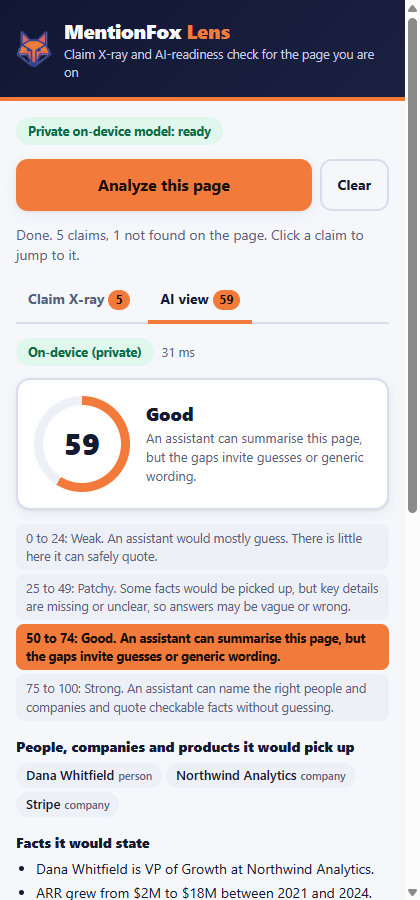 MentionFox Lens
Claim X-ray and AI-readiness check for the page you are
on
Private on-device model: ready
Analyze this page
Clear
Done. 5 claims, 1 not found on the page. Click a claim to
jump to it.
Claim X-ray 5
AI view 59
On-device (private) 31 ms
59
Good
An assistant can summarise this page,
but the gaps invite guesses or generic
wording.
0 to 24: Weak. An assistant would mostly guess. There is little
here it can safely quote.
25 to 49: Patchy. Some facts would be picked up, but key details
are missing or unclear, so answers may be vague or wrong.
50 to 74: Good. An assistant can summarise this page, but
the gaps invite guesses or generic wording.
75 to 100: Strong. An assistant can name the right people and
companies and quote checkable facts without guessing.
People, companies and products it would pick up
Dana Whitfield person
Northwind Analytics company
Stripe company
Facts it would state
• Dana Whitfield is VP of Growth at Northwind Analytics.
• ARR grew from $2M to $18M between 2021 and 2024.